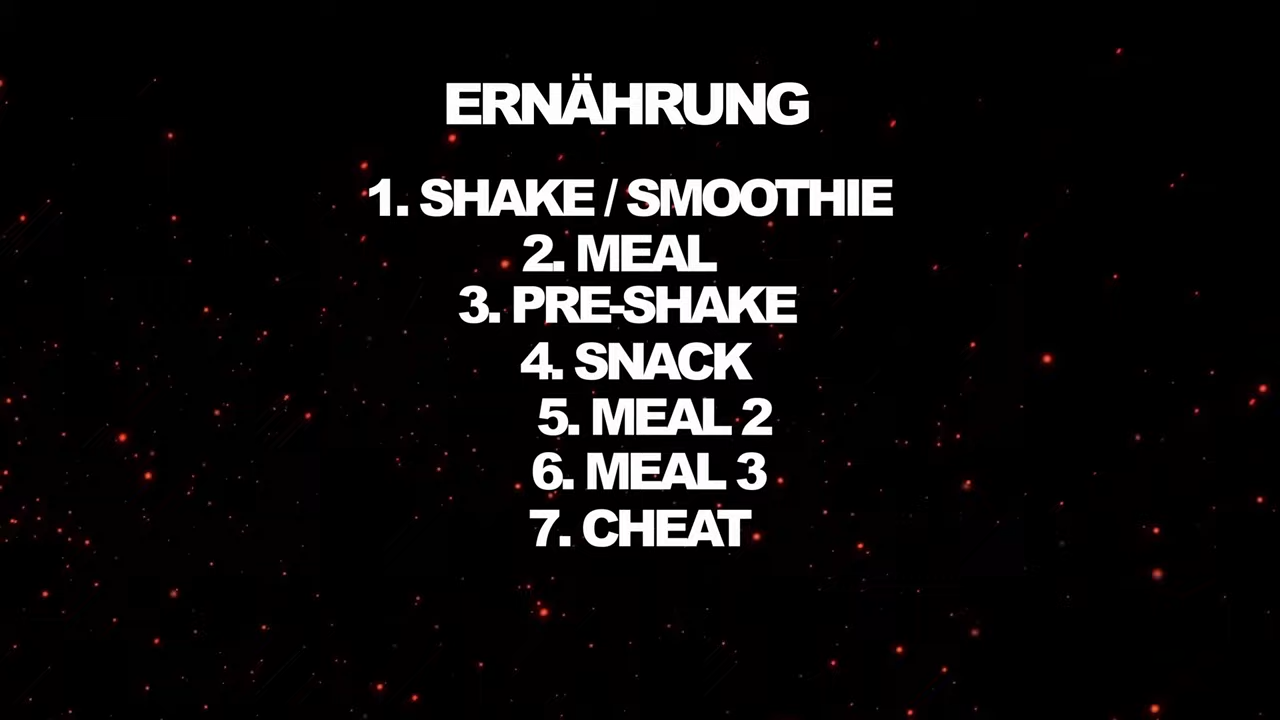 ERNÄHRUNG
1. SHAKE / SMOOTHIE
2. MEAL
3. PRE-SHAKE
4. SNACK
5. MEAL 2
6. MEAL 3
7. CHEAT